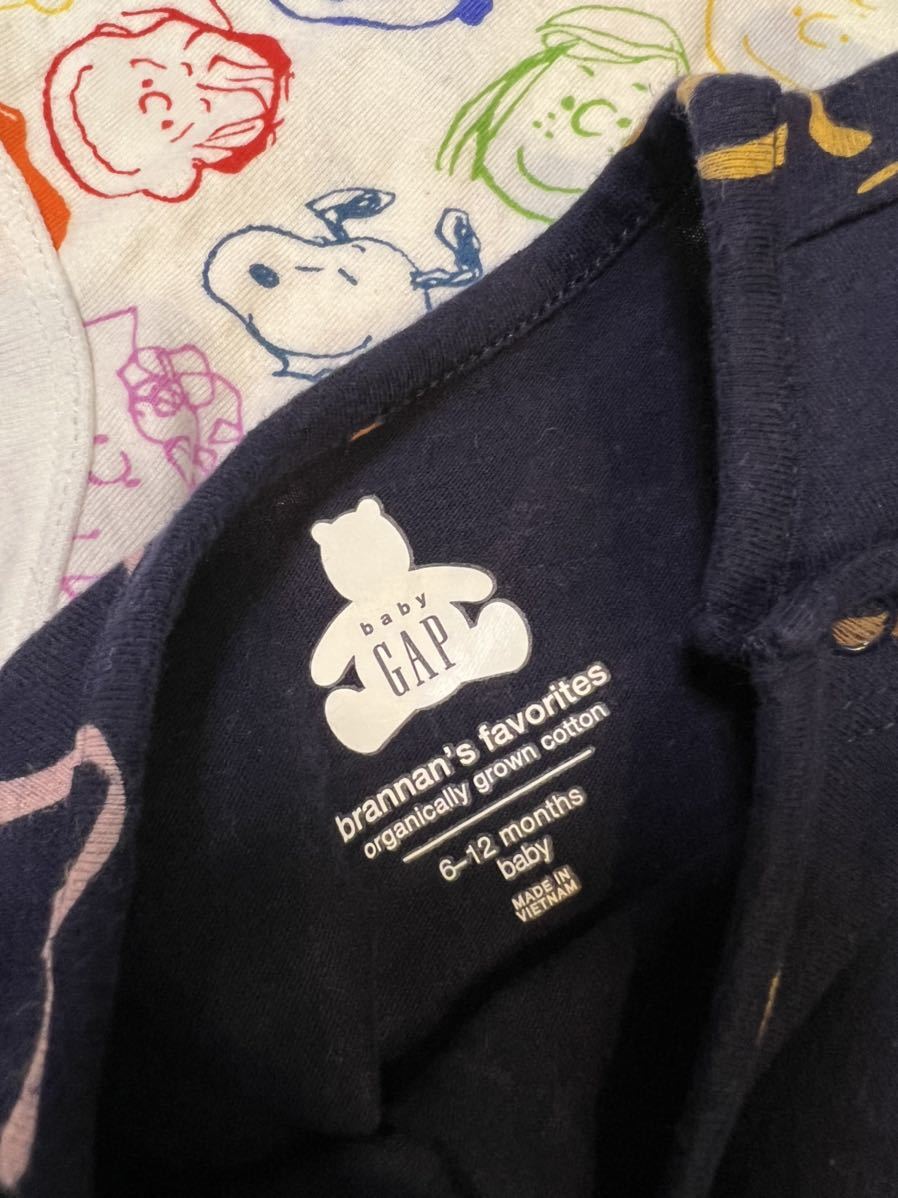 baby
GAP
brannan's favorites
organically grown cotton
6–12 months
baby
MADE IN
VIETNAM